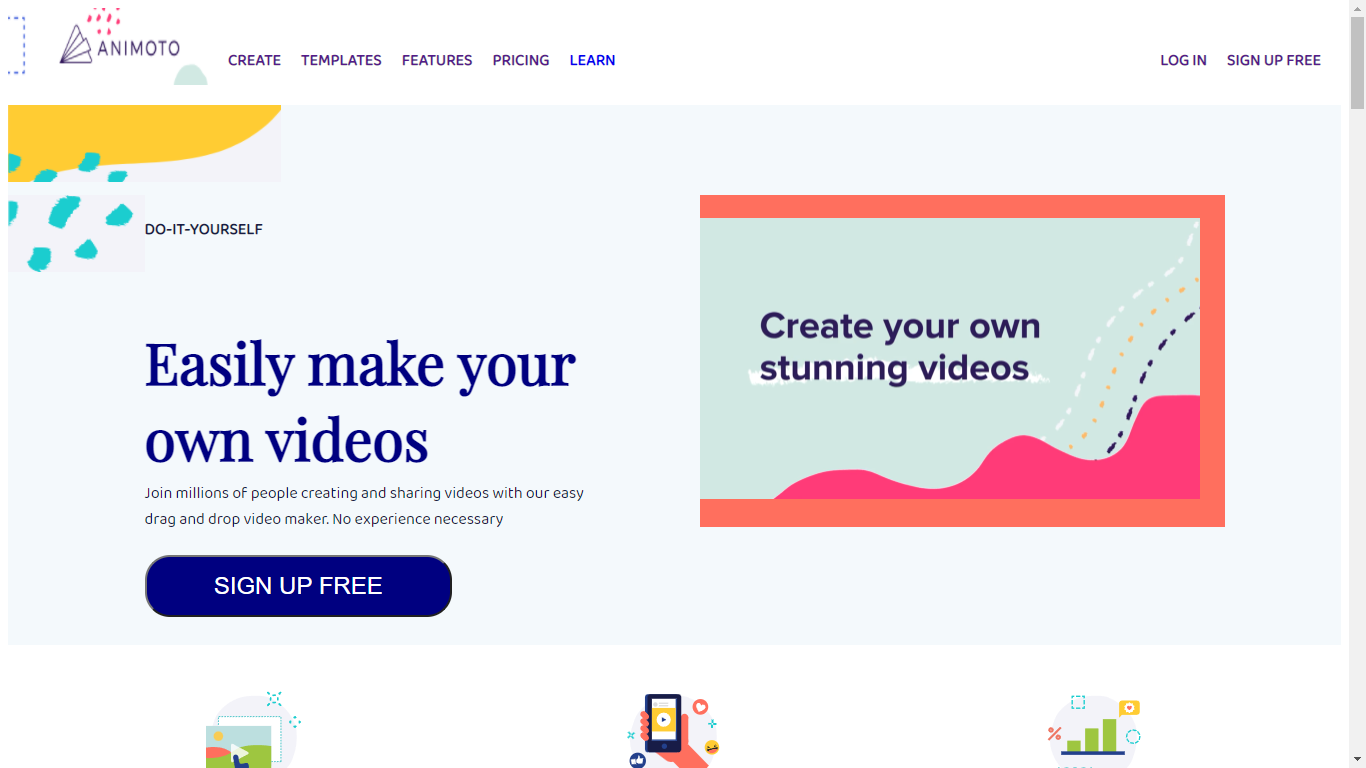 ANIMOTO
CREATE TEMPLATES FEATURES PRICING LEARN LOG IN SIGN UP FREE
DO-IT-YOURSELF
Easily make your
own videos
Join millions of people creating and sharing videos with our easy
drag and drop video maker. No experience necessary
SIGN UP FREE
Create your own
stunning videos